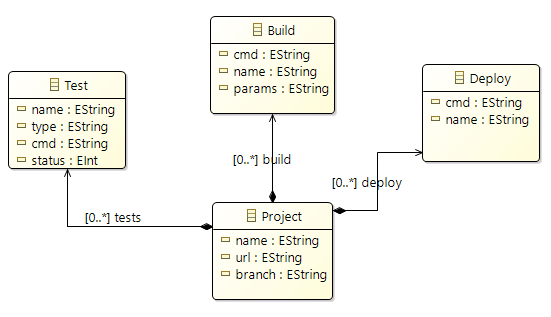 Build
cmd : EString
name : EString
params : EString
Test
name : EString
type : EString
cmd : EString
status : EInt
Deploy
cmd : EString
name : EString
[0..*] build
[0..*] deploy
[0..*] tests
Project
name : EString
url : EString
branch : EString